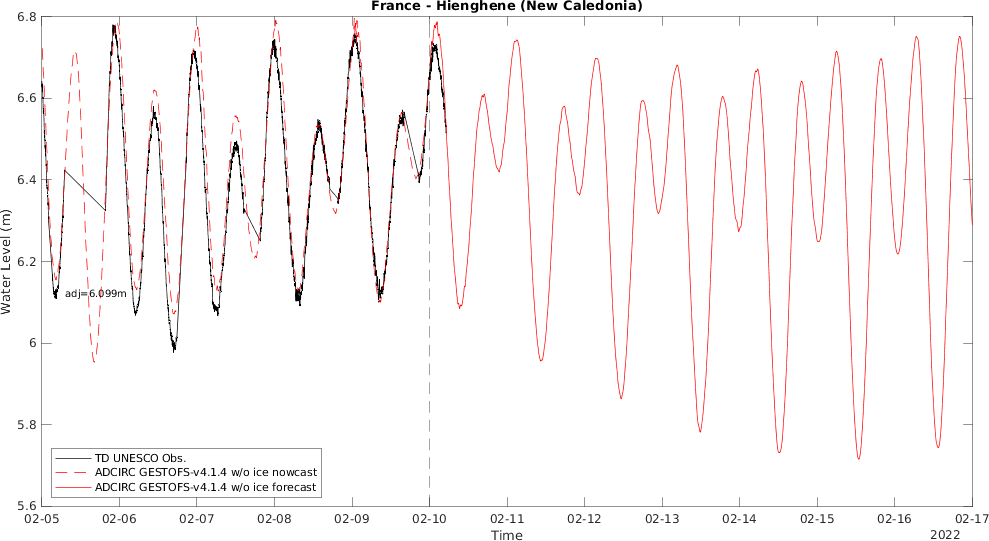 France - Hienghene (New Caledonia)
Water Level (m)
6.8
6.6
6.4
6.2
6
5.8
5.6
adj=6.099m
TD UNESCO Obs.
ADCIRC GESTOFS-v4.1.4 w/o ice nowcast
ADCIRC GESTOFS-v4.1.4 w/o ice forecast
02-05 02-06 02-07 02-08 02-09 02-10 02-11 02-12 02-13 02-14 02-15 02-16 02-17
Time
2022